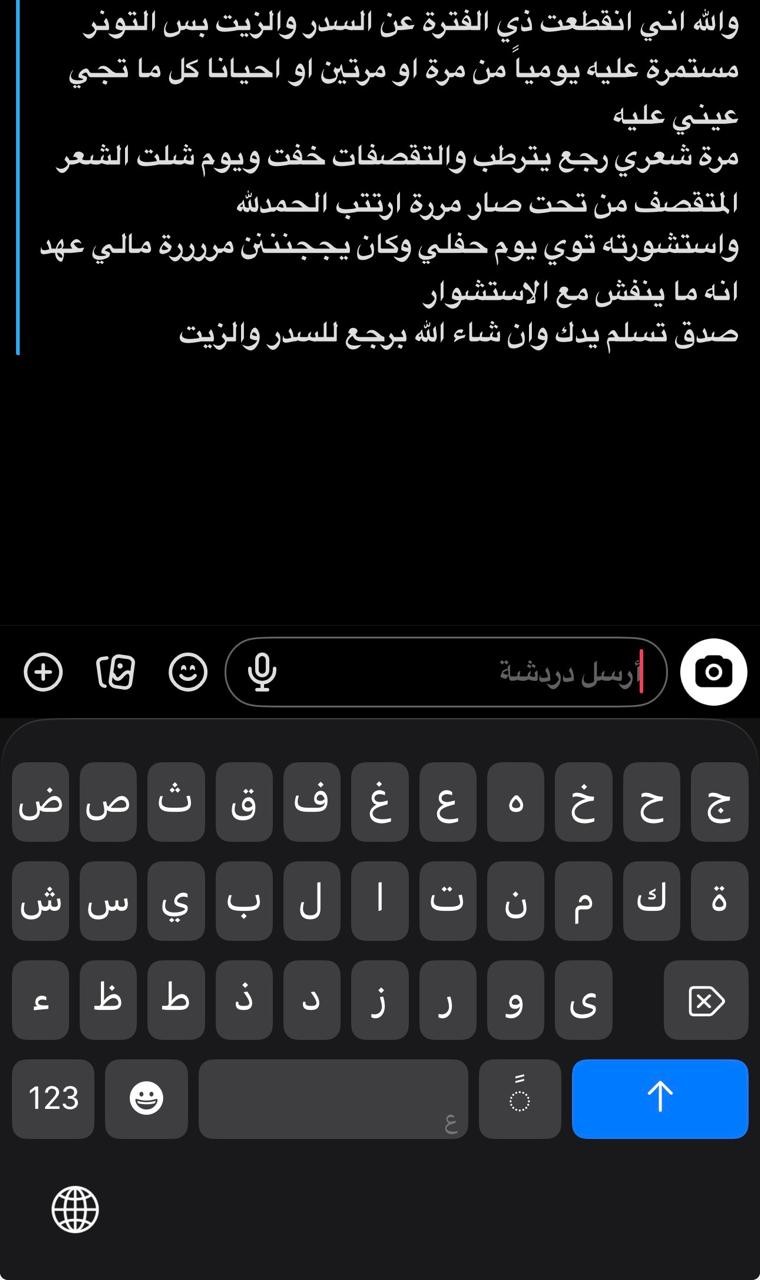 والله اني انقطعت ذي الفترة عن السدر والزيت بس التونر
مستمرة عليه يومياً من مرة او مرتين او احيانا كل ما تجي
عيني عليه
مرة شعري رجع يترطب والتقصفات خفت ويوم شلت الشعر
المتقصف من تحت صار مررة ارتتب الحمدلله
واستشورته توي يوم حفلي وكان يججنننن مرررررة مالي عهد
انه ما ينفش مع الاستشوار
صدق تسلم يدك وان شاء الله برجع للسدر والزيت
أرسل دردشة
ج ح خ ه ع غ ف ق ث ص ض
ة ك م ن ت ا ل ب ي س ش
ى و ر ز د ذ ط ظ ء
123
ع